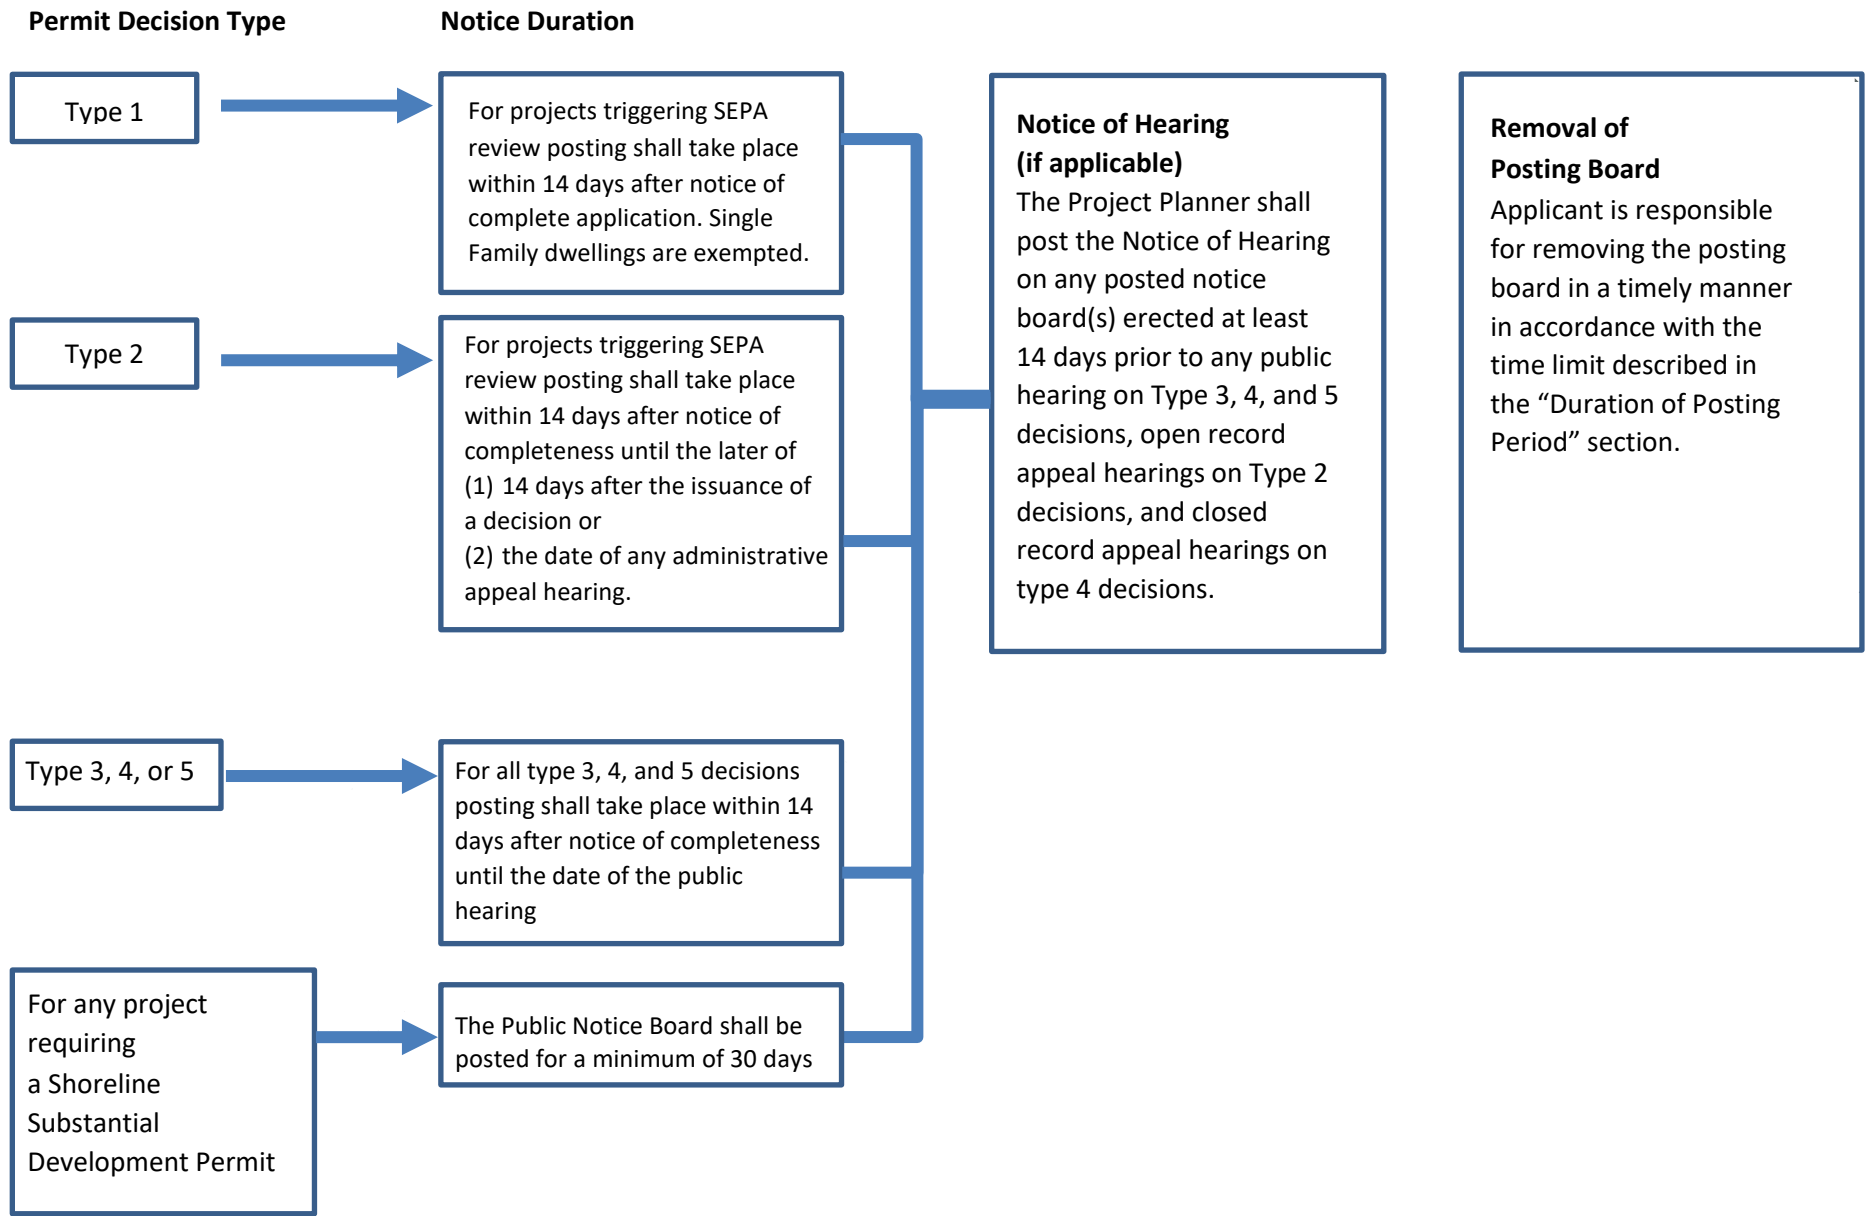 Permit Decision Type
Notice Duration
Type 1
For projects triggering SEPA
review posting shall take place
within 14 days after notice of
complete application. Single
Family dwellings are exempted.
Type 2
For projects triggering SEPA
review posting shall take place
within 14 days after notice of
completeness until the later of
(1) 14 days after the issuance of
a decision or
(2) the date of any administrative
appeal hearing.
Type 3, 4, or 5
For all type 3, 4, and 5 decisions
posting shall take place within 14
days after notice of completeness
until the date of the public
hearing
For any project
requiring
a Shoreline
Substantial
Development Permit
The Public Notice Board shall be
posted for a minimum of 30 days
Notice of Hearing
(if applicable)
The Project Planner shall
post the Notice of Hearing
on any posted notice
board(s) erected at least
14 days prior to any public
hearing on Type 3, 4, and 5
decisions, open record
appeal hearings on Type 2
decisions, and closed
record appeal hearings on
type 4 decisions.
Removal of
Posting Board
Applicant is responsible
for removing the posting
board in a timely manner
in accordance with the
time limit described in
the “Duration of Posting
Period” section.